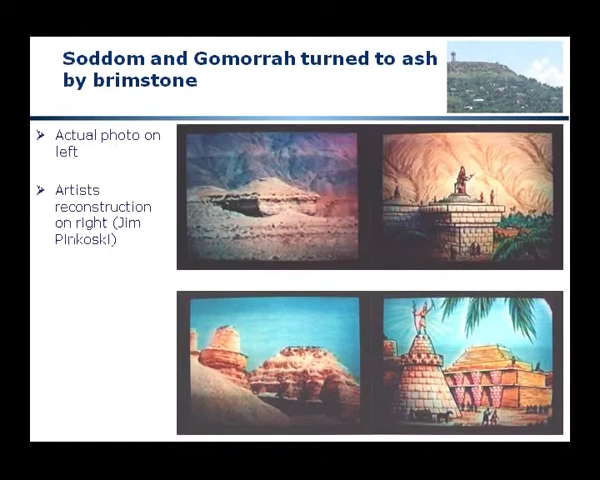 Soddom and Gomorrah turned to ash
by brimstone
Actual photo on
left
Artists
reconstruction
on right (Jim
Pinkoski)